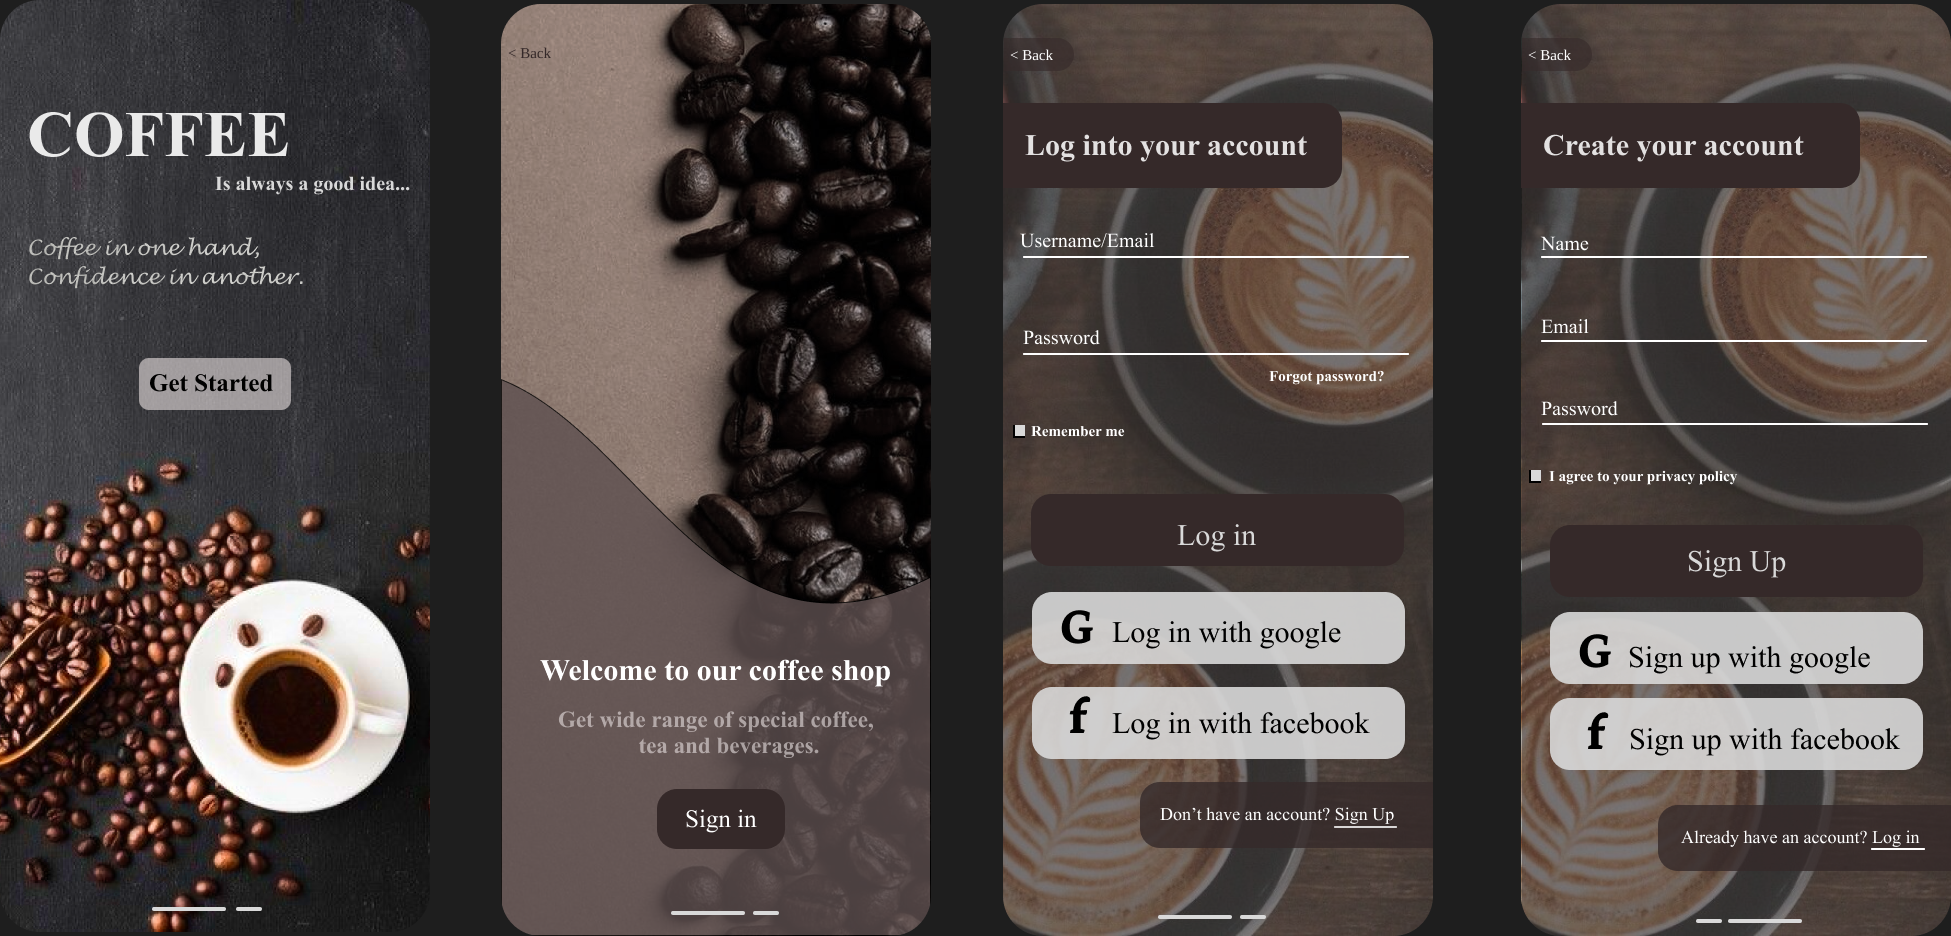 COFFEE
Is always a good idea...
Coffee in one hand,
Confidence in another.
Get Started
< Back
Welcome to our coffee shop
Get wide range of special coffee,
tea and beverages.
Sign in
< Back
Log into your account
Username/Email
Password
Forgot password?
Remember me
Log in
G Log in with google
f Log in with facebook
Don’t have an account? Sign Up
< Back
Create your account
Name
Email
Password
I agree to your privacy policy
Sign Up
G Sign up with google
f Sign up with facebook
Already have an account? Log in